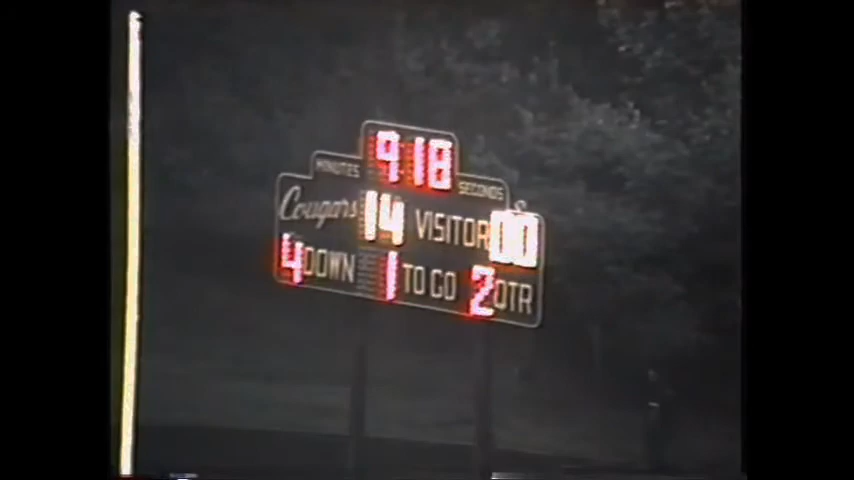 MINUTES 9 18 SECONDS
Cougars 14 VISITOR 00
4 DOWN 1 TO GO 2 QTR